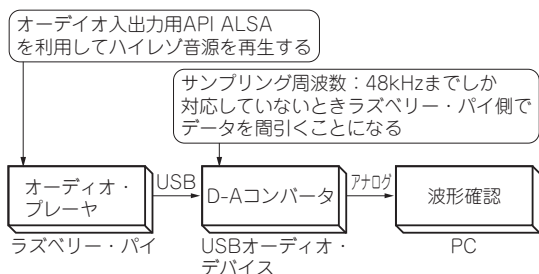 オーデイオ入出力用API ALSA
を利用してハイレゾ音源を再生する
サンプリング周波数：48kHzまでしか
対応していないときラズベリー・パイ側で
データを間引くことになる
オーディオ・
プレーヤ
USB
D-Aコンバータ
アナログ
波形確認
ラズベリー・パイ
USBオーディオ・
デバイス
PC